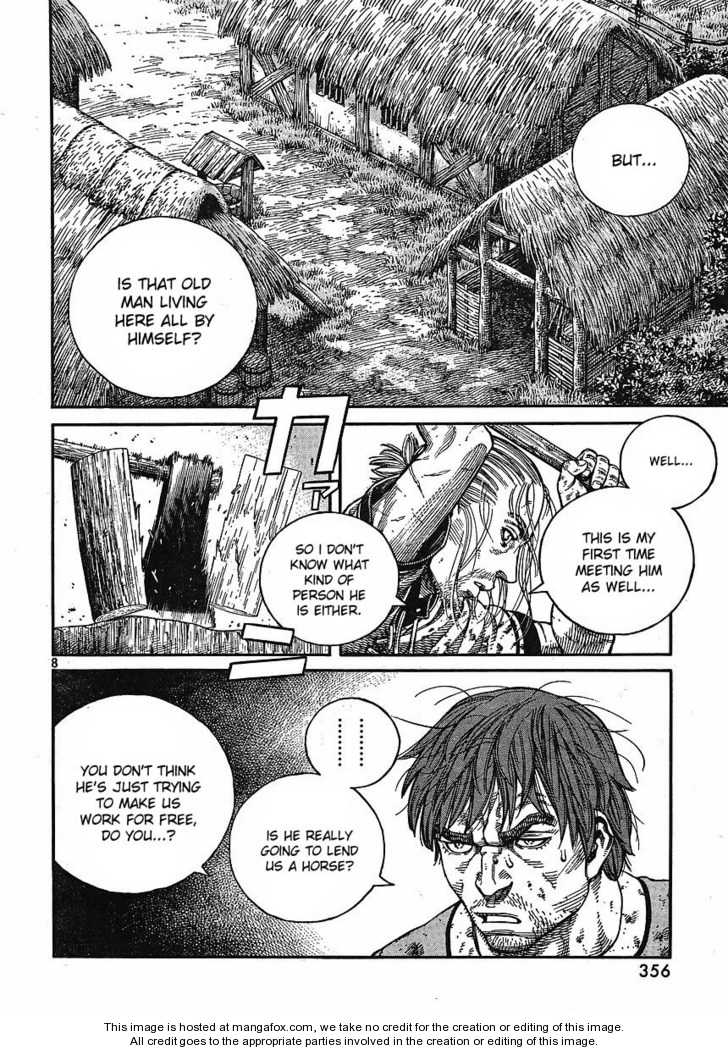 BUT...
IS THAT OLD
MAN LIVING
HERE ALL BY
HIMSELF?
WELL...
THIS IS MY
FIRST TIME
MEETING HIM
AS WELL...
SO I DON'T
KNOW WHAT
KIND OF
PERSON HE
IS EITHER.
カッ
8
......
IS HE REALLY
GOING TO LEND
US A HORSE?
YOU DON'T THINK
HE'S JUST TRYING
TO MAKE US
WORK FOR FREE,
DO YOU...?
356
This image is hosted at mangafox.com, we take no credit for the creation or editing of this image.
All credit goes to the appropriate parties involved in the creation or editing of this image.